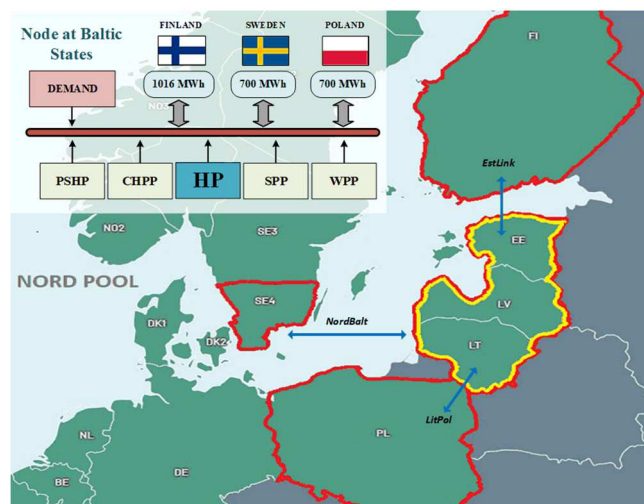 Node at Baltic
States
FINLAND
SWEDEN
POLAND
1016 MWh
700 MWh
700 MWh
DEMAND
PSHP
CHPP
HP
SPP
WPP
NO3
FI
EstLink
NO2
SE3
EE
NORD POOL
SE4
LV
DK1
NordBalt
DK2
LT
LitPol
NL
PL
BE
DE